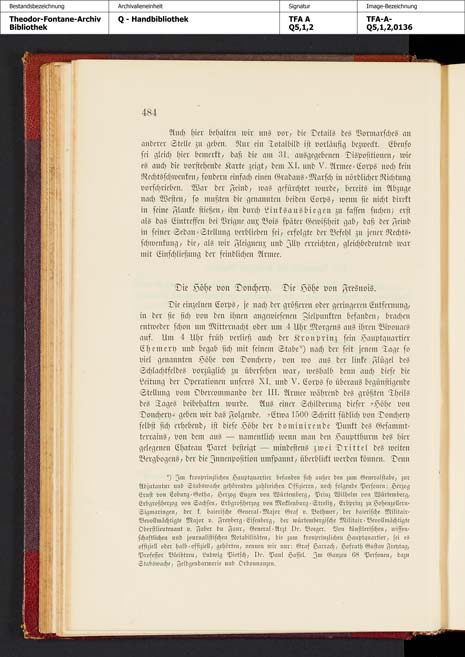 Bestandsbezeichnung
Archivalieneinheit
Signatur
Image-Bezeichnung
Theodor-Fontane-Archiv
Bibliothek
Q - Handbibliothek
TFA A
Q5,1,2
TFA-A-
Q5,1,2,0136
484
Auch hier behalten wir uns vor, die Details des Vormarsches an
anderer Stelle zu geben. Nur ein Totalbild ist vorläufig bezweckt. Ebenso
sei gleich hier bemerkt, daß die am 31. ausgegebenen Dispositionen, wie
es auch die vorstehende Karte zeigt, dem XI. und V. Armee-Corps noch kein
Rechtsschwenken, sondern einfach einen Gradaus-Marsch in nördlicher Richtung
vorschrieben. War der Feind, was gefürchtet wurde, bereits im Abzuge
nach Westen, so mußten die genannten beiden Corps, wenn sie nicht direkt
in seine Flanke stießen, ihn durch Linksausbiegen zu fassen suchen; erst
als das Eintreffen bei Vrigne aux Bois später Gewißheit gab, daß der Feind
in seiner Sedan-Stellung verblieben sei, erfolgte der Befehl zu jener Rechts-
schwenkung, die, als wir Fleigneux und Illy erreichten, gleichbedeutend war
mit Einschließung der feindlichen Armee.
Die Höhe von Donchery. Die Höhe von Fresnois.
Die einzelnen Corps, je nach der größeren oder geringeren Entfernung,
in der sie sich von den ihnen angewiesenen Zielpunkten befanden, brachen
entweder schon um Mitternacht oder um 4 Uhr Morgens aus ihren Bivouacs
auf. Um 4 Uhr früh verließ auch der Kronprinz sein Hauptquartier
Chemery und begab sich mit seinem Stabe*) nach der seit jenem Tage so
viel genannten Höhe von Donchery, von wo aus der linke Flügel des
Schlachtfeldes vorzüglich zu übersehen war, weshalb denn auch diese die
Leitung der Operationen unsres XI. und V. Corps so überaus begünstigende
Stellung vom Obercommando der III. Armee während des größten Theils
des Tages beibehalten wurde. Aus einer Schilderung dieser »Höhe von
Donchery« geben wir das Folgende. »Etwa 1500 Schritt südlich von Donchery
selbst sich erhebend, ist diese Höhe der dominirende Punkt des Gesammt-
terrains, von dem aus — namentlich wenn man den Hauptthurm des hier
gelegenen Chateau Paret besteigt — mindestens zwei Drittel des weiten
Bergbogens, der die Innenposition umspannt, überblickt werden können. Denn
*) Im kronprinzlichen Hauptquartier befanden sich außer den zum Generalstabe, zur
Adjutantur und Stabswache gehörenden zahlreichen Offizieren, noch folgende Personen: Herzog
Ernst von Coburg-Gotha, Herzog Eugen von Würtemberg, Prinz Wilhelm von Würtemberg,
Erbgroßherzog von Sachsen, Erbgroßherzog von Mecklenburg-Strelitz, Erbprinz zu Hohenzollern-
Sigmaringen, der k. baierische General-Major Graf v. Bothmer, der baierische Militair-
Bevollmächtigte Major v. Freyberg-Eisenberg, der würtembergische Militair-Bevollmächtigte
Oberstlieutenant v. Faber du Faur, General-Arzt Dr. Boeger. Von künstlerischen, wissen-
schaftlichen und journalistischen Notabilitäten, die zum kronprinzlichen Hauptquartier, sei es
offiziell oder halb-offiziell, gehörten, nennen wir nur: Graf Harrach, Hofrath Gustav Freytag,
Professor Bleibtreu, Ludwig Pietsch, Dr. Paul Hassel. Im Ganzen 68 Personen, dazu
Stabswache, Feldgendarmerie und Ordonnanzen.